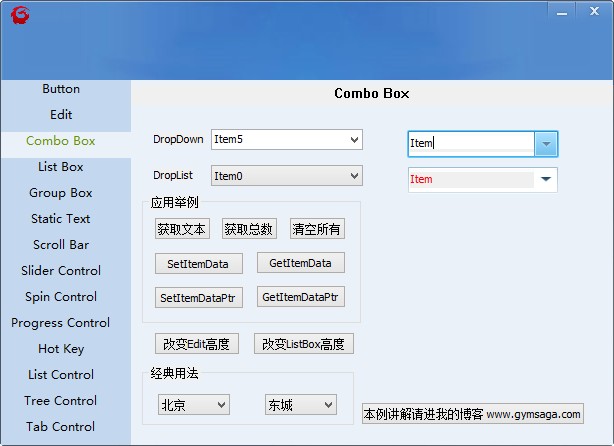 Button
Edit
Combo Box
List Box
Group Box
Static Text
Scroll Bar
Slider Control
Spin Control
Progress Control
Hot Key
List Control
Tree Control
Tab Control
Combo Box
DropDown Item5 Item
DropList Item0 Item
应用举例
获取文本 获取总数 清空所有
SetItemData GetItemData
SetItemDataPtr GetItemDataPtr
改变Edit高度 改变ListBox高度
经典用法
北京 东城
本例讲解请进我的博客 www.gymsaga.com